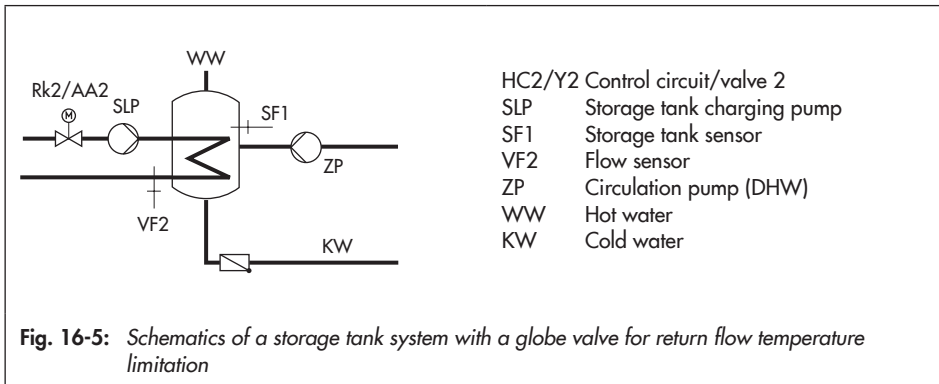 WW
Rk2/AA2
M
SLP
SF1
ZP
VF2
KW
HC2/Y2 Control circuit/valve 2
SLP Storage tank charging pump
SF1 Storage tank sensor
VF2 Flow sensor
ZP Circulation pump (DHW)
WW Hot water
KW Cold water
Fig. 16-5: Schematics of a storage tank system with a globe valve for return flow temperature
limitation